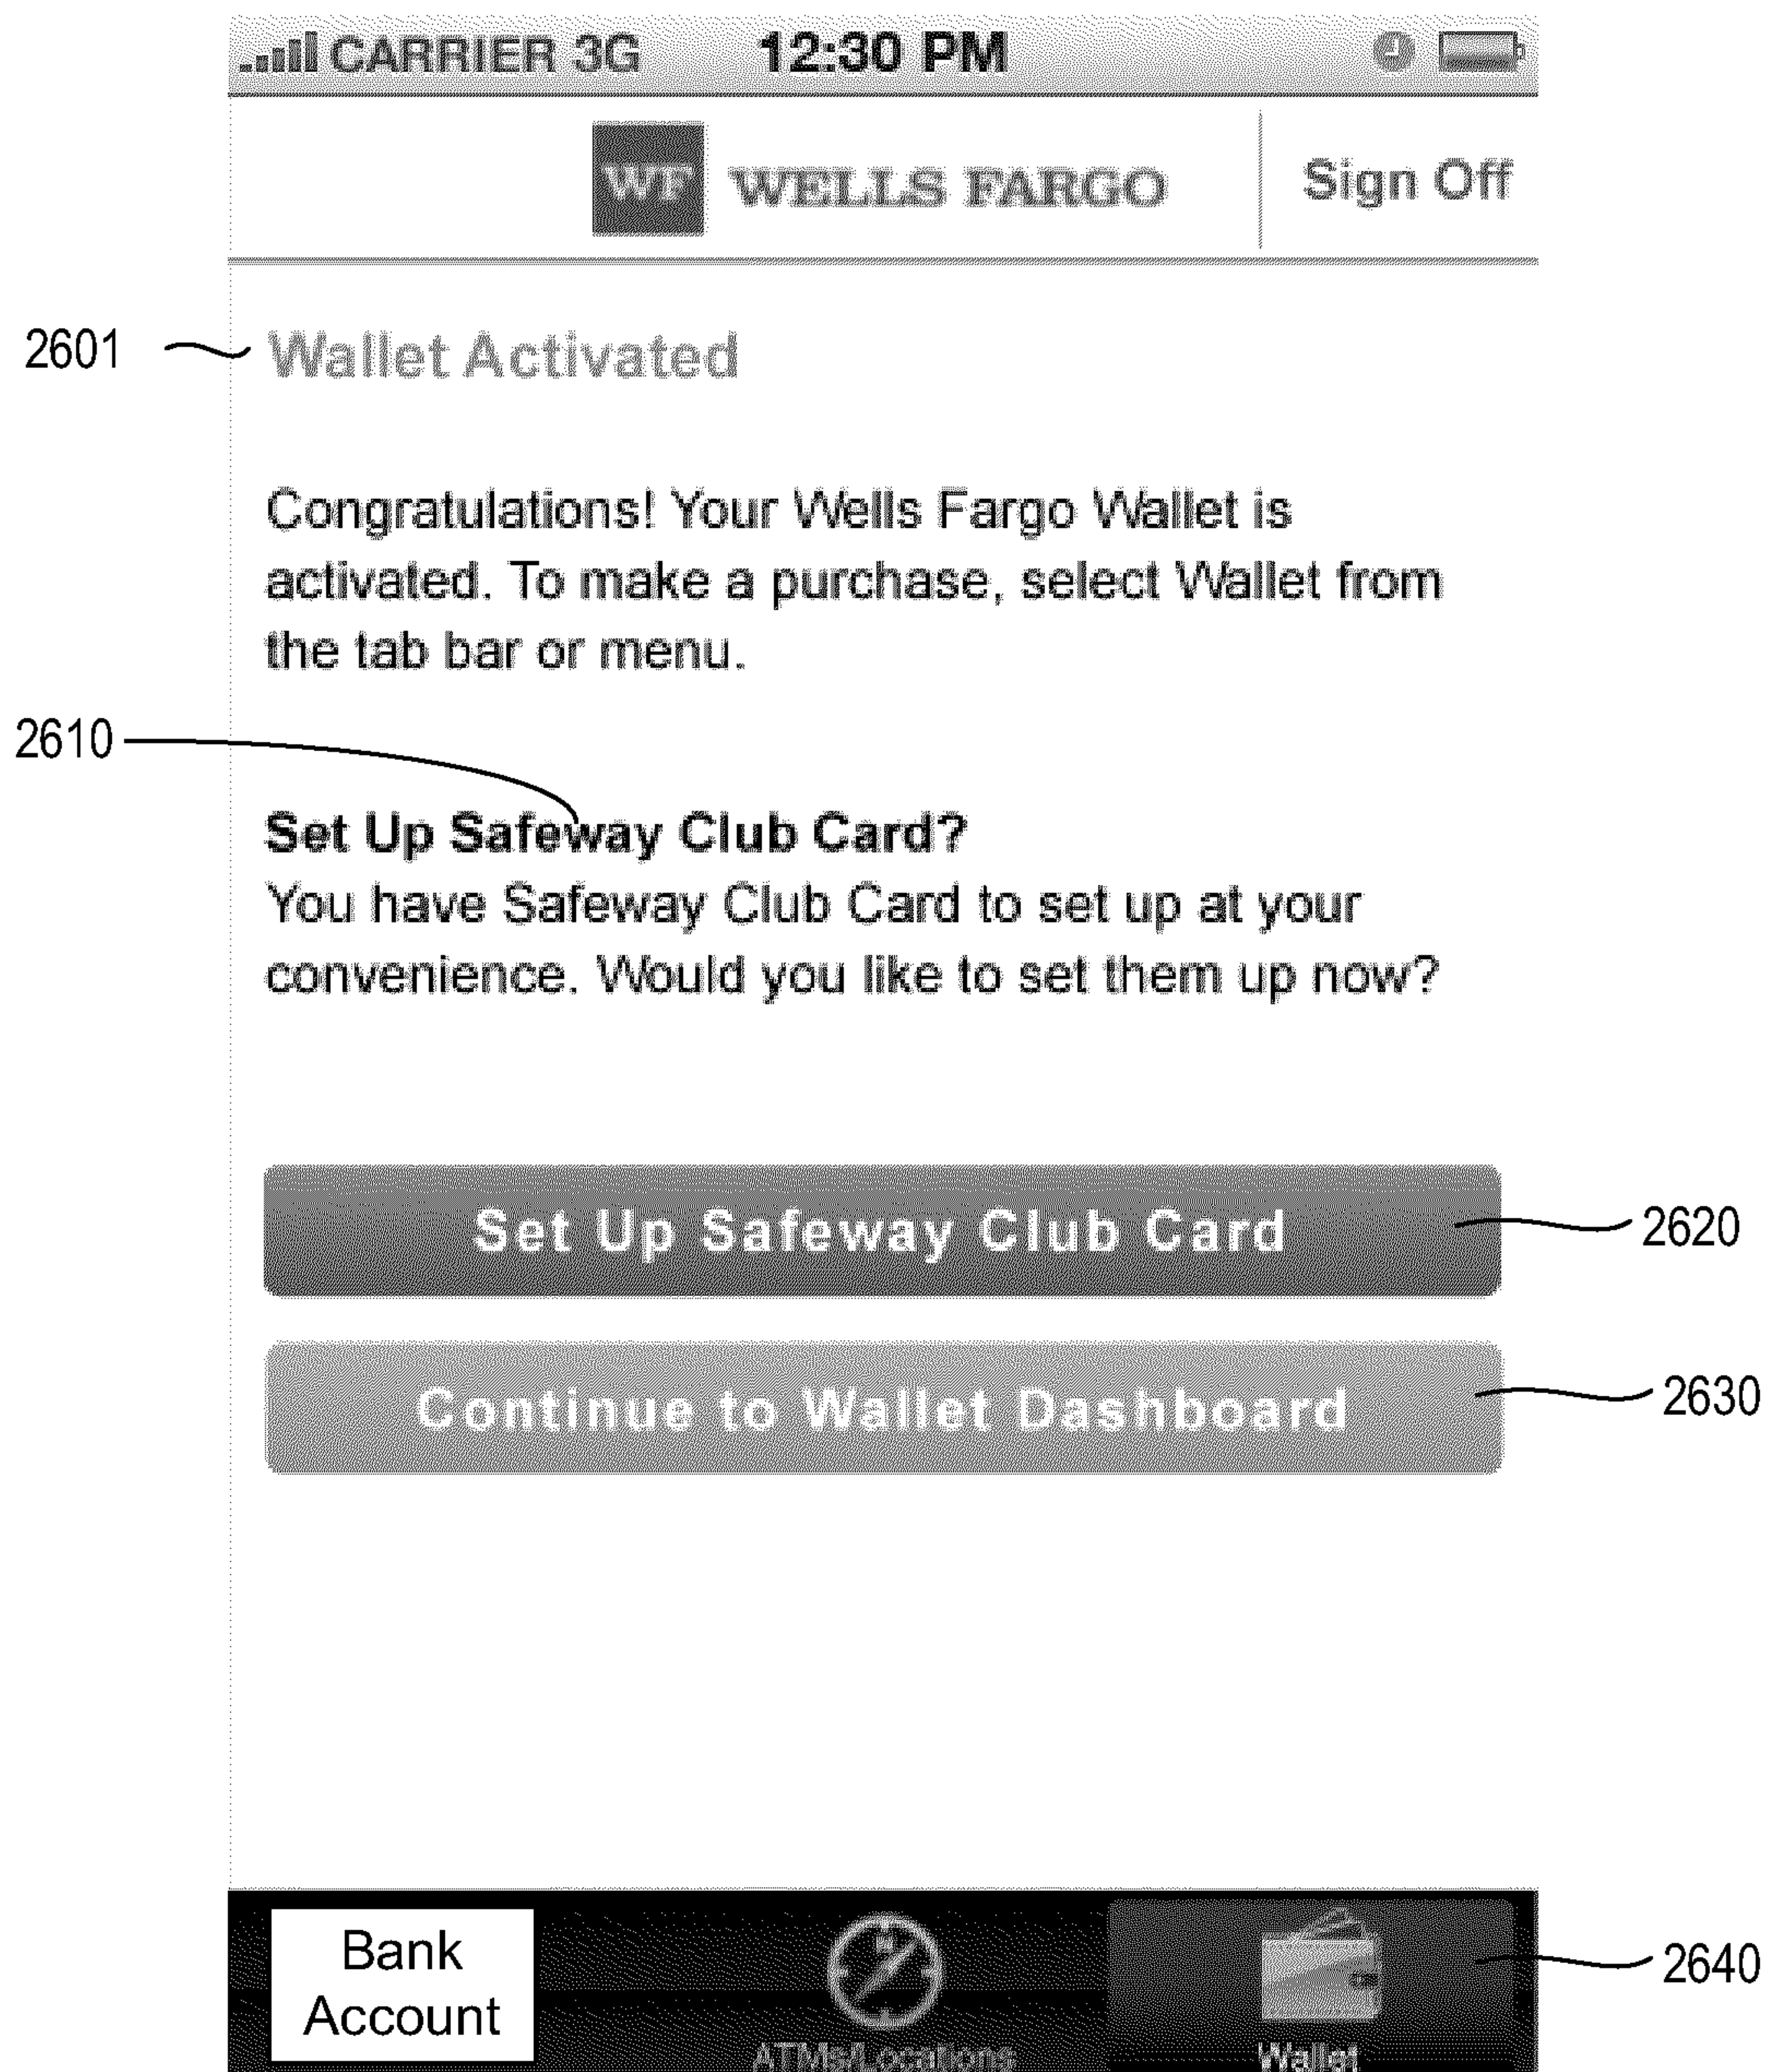 CARRIER 3G 12:30 PM
WF WELLS FARGO Sign Off
2601 Wallet Activated
Congratulations! Your Wells Fargo Wallet is
activated. To make a purchase, select Wallet from
the tab bar or menu.
2610
Set Up Safeway Club Card?
You have Safeway Club Card to set up at your
convenience. Would you like to set them up now?
Set Up Safeway Club Card 2620
Continue to Wallet Dashboard 2630
Bank
Account
2640
ATMs/Locations Wallet